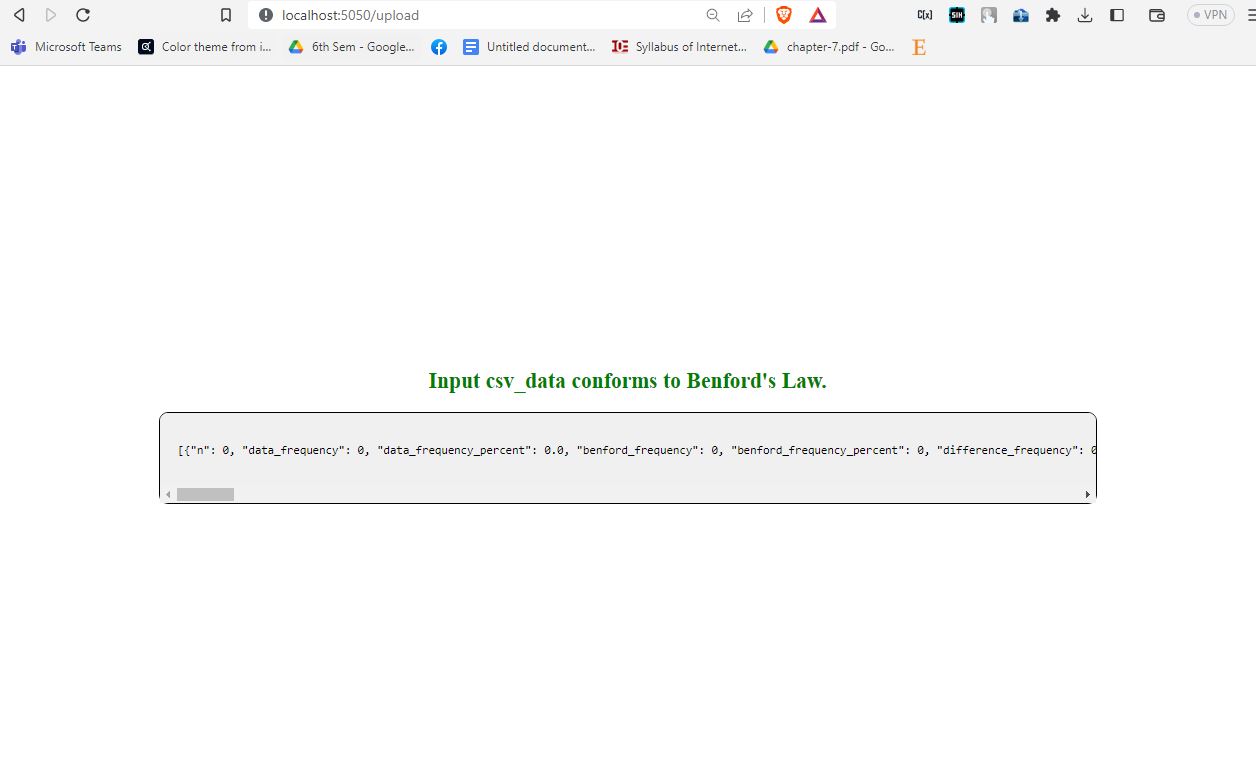 localhost:5050/upload
C[x] SIH VPN
Microsoft Teams Color theme from i... 6th Sem - Google... Untitled document... Syllabus of Internet... chapter-7.pdf - Go... E
Input csv_data conforms to Benford's Law.
[{"n": 0, "data_frequency": 0, "data_frequency_percent": 0.0, "benford_frequency": 0, "benford_frequency_percent": 0, "difference_frequency": 0